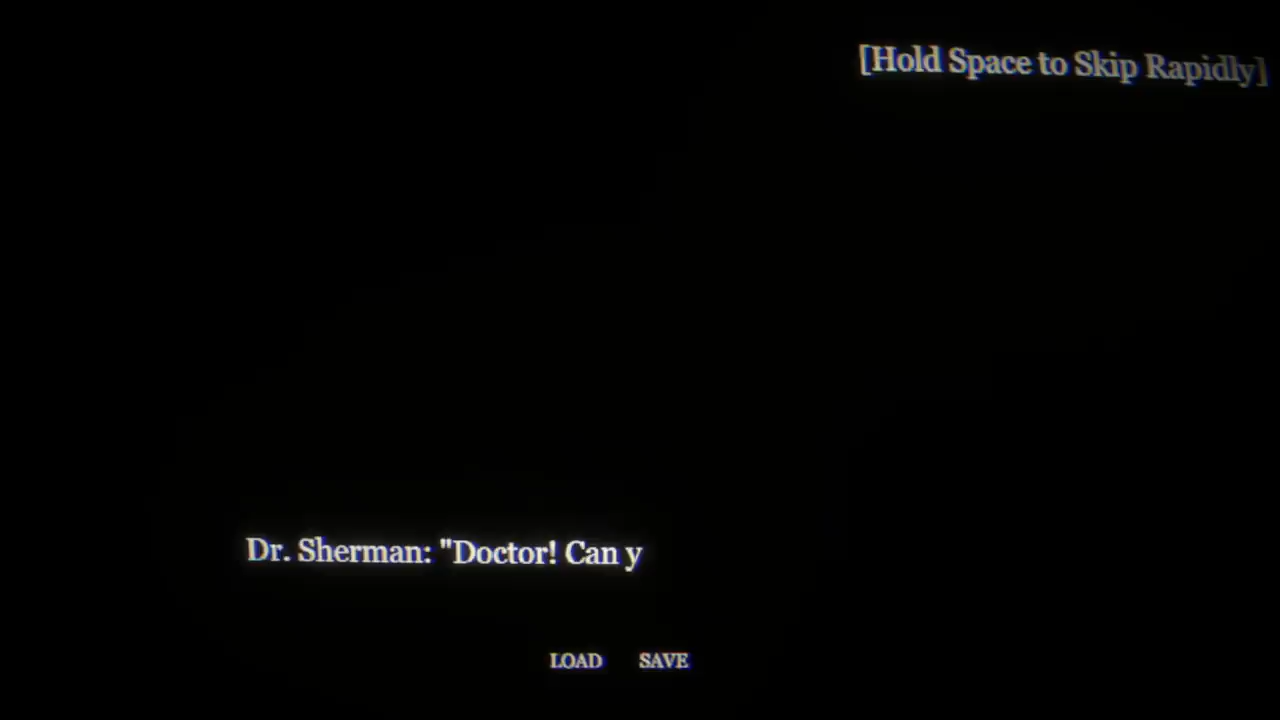 [Hold Space to Skip Rapidly]
Dr. Sherman: "Doctor! Can y
LOAD SAVE